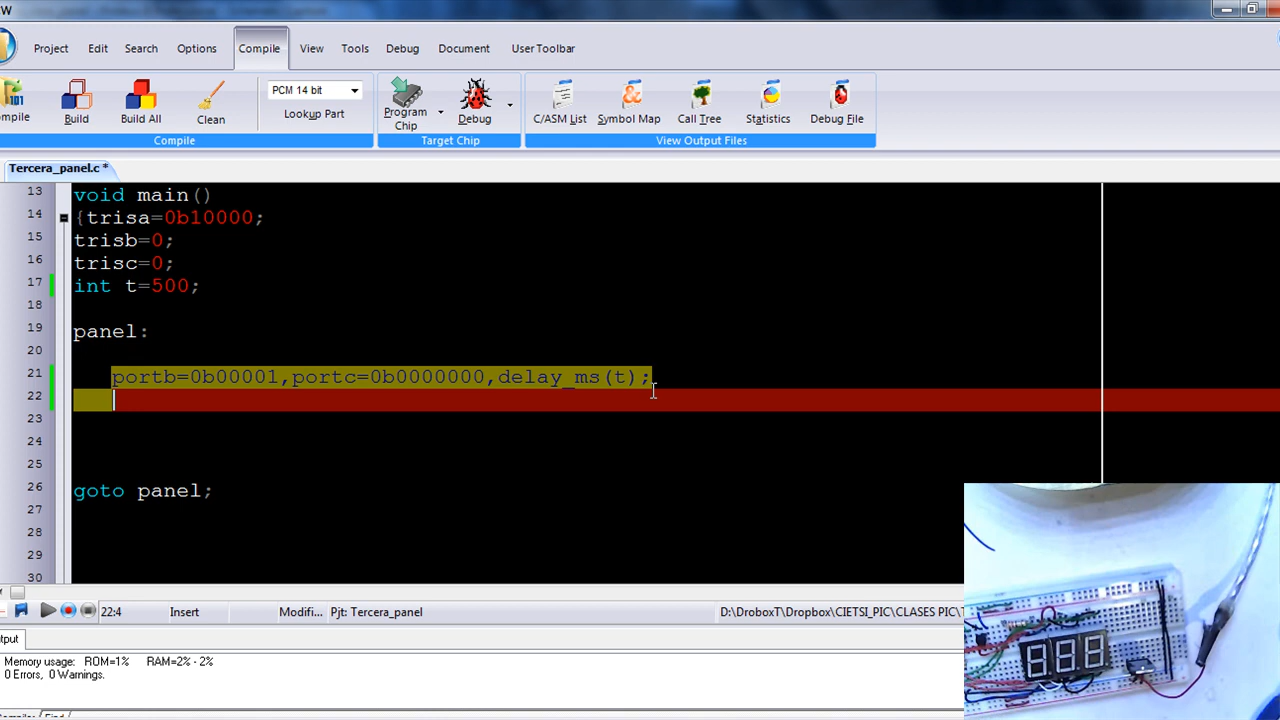 W
Project Edit Search Options Compile View Tools Debug Document User Toolbar
101
mpile Build Build All Clean PCM 14 bit Lookup Part Program Chip Debug C/ASM List Symbol Map Call Tree Statistics Debug File
Compile Target Chip View Output Files
Tercera_panel.c *
13 void main()
14 {trisa=0b10000;
15 trisb=0;
16 trisc=0;
17 int t=500;
18
19 panel:
20
21 portb=0b00001,portc=0b0000000,delay_ms(t);
22
23
24
25
26 goto panel;
27
28
29
30
22:4 Insert Modifi... Pjt: Tercera_panel D:\DroboxT\Dropbox\CIETSI_PIC\CLASES PIC\T
tput
Memory usage: ROM=1% RAM=2% - 2%
0 Errors, 0 Warnings.
Find